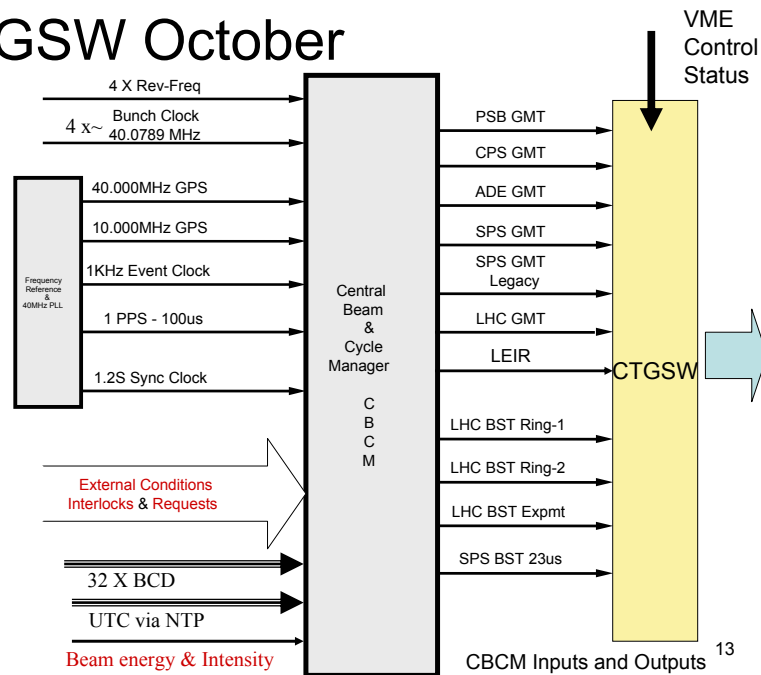 GSW October
VME
Control
Status
4 X Rev-Freq
Bunch Clock
4 x~ 40.0789 MHz
40.000MHz GPS
10.000MHz GPS
1KHz Event Clock
1 PPS - 100us
1.2S Sync Clock
Frequency
Reference
&
40MHz PLL
External Conditions
Interlocks & Requests
32 X BCD
UTC via NTP
Beam energy & Intensity
Central
Beam
&
Cycle
Manager
C
B
C
M
PSB GMT
CPS GMT
ADE GMT
SPS GMT
SPS GMT
Legacy
LHC GMT
LEIR
LHC BST Ring-1
LHC BST Ring-2
LHC BST Expmt
SPS BST 23us
CTGSW
CBCM Inputs and Outputs
13